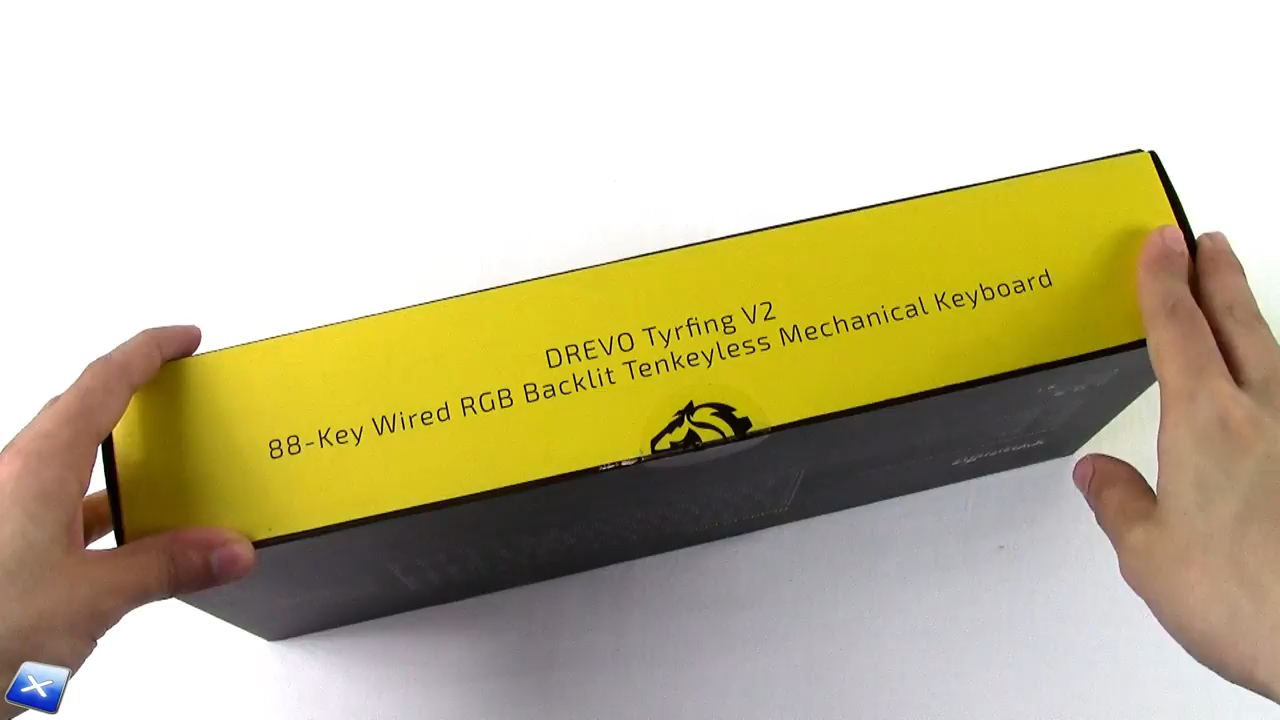 DREVO Tyrfing V2
88-Key Wired RGB Backlit Tenkeyless Mechanical Keyboard